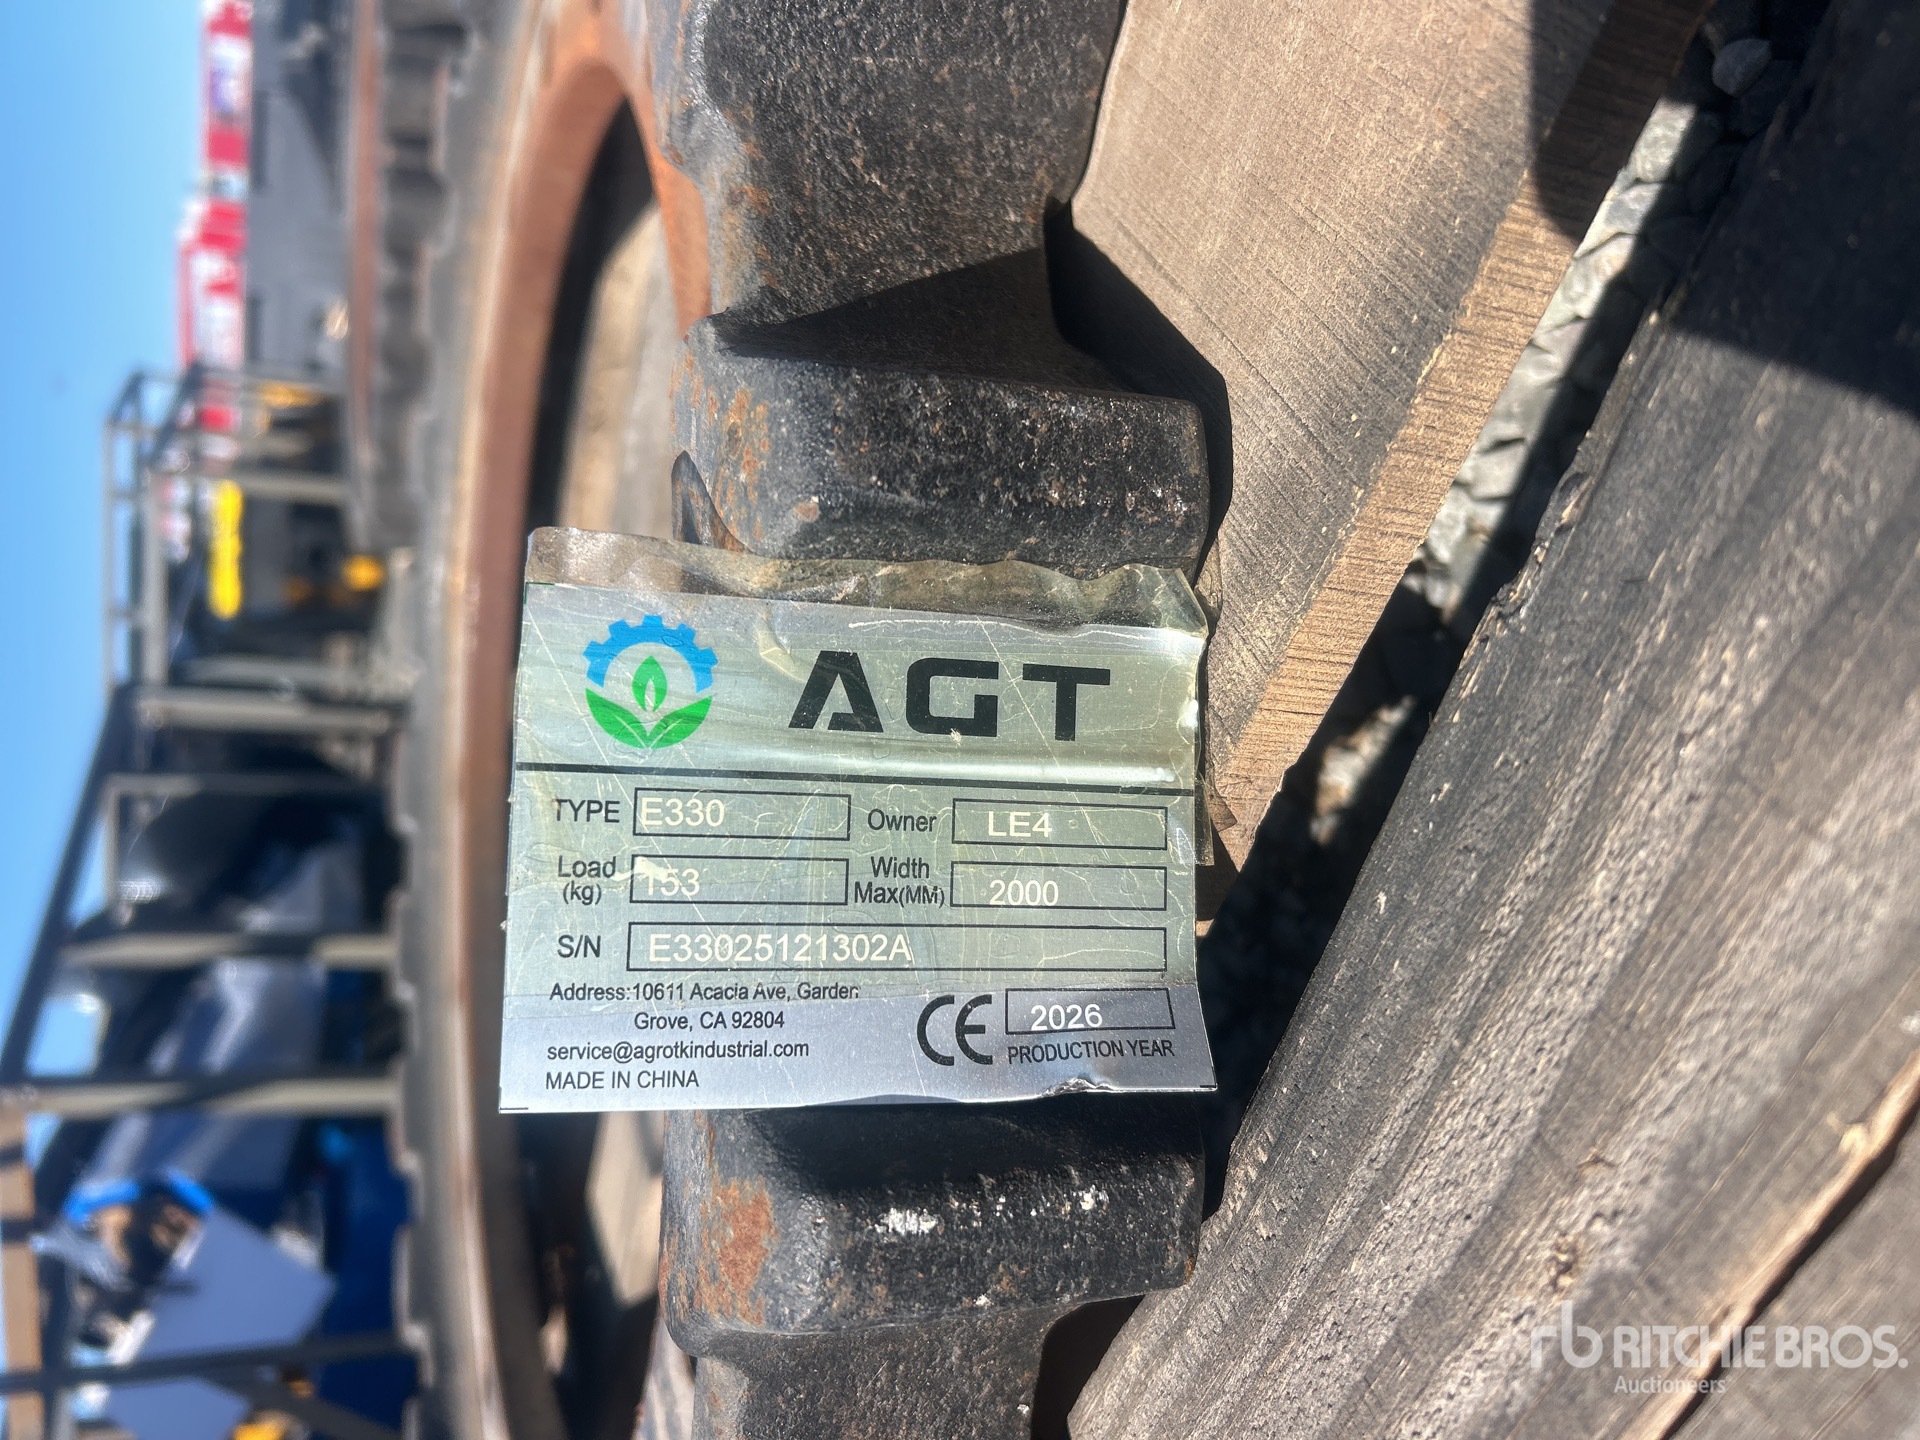 AGT
TYPE E330 Owner LE4
Load (kg) 153 Width Max(MM) 2000
S/N E33025121302A
Address:10611 Acacia Ave, Garden
Grove, CA 92804
service@agrotkindustrial.com
MADE IN CHINA
CE 2026
PRODUCTION YEAR
rb RITCHIE BROS.
Auctioneers